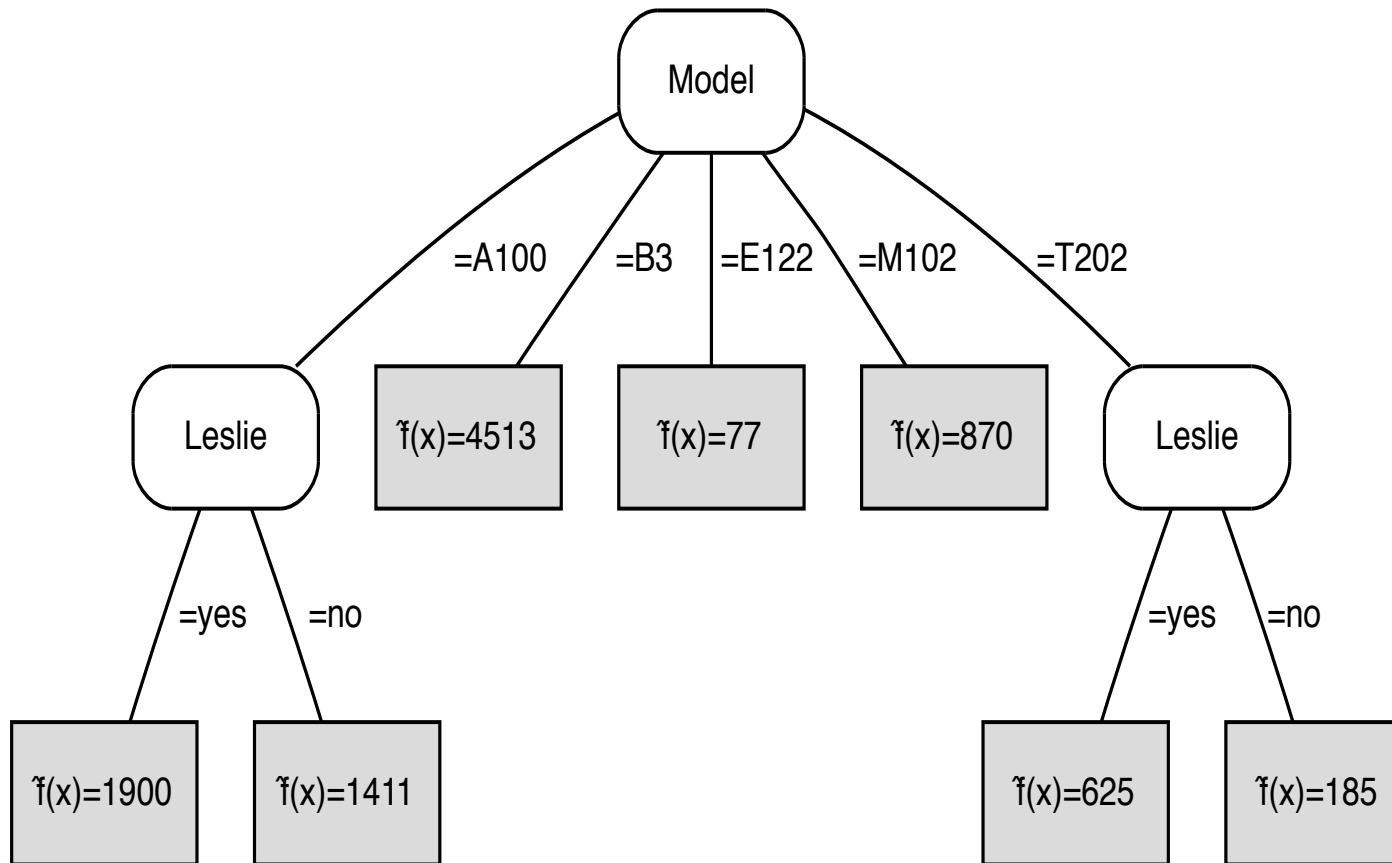 Model
=A100
=B3
=E122
=M102
=T202
Leslie
f̂(x)=4513
f̂(x)=77
f̂(x)=870
Leslie
=yes
=no
=yes
=no
f̂(x)=1900
f̂(x)=1411
f̂(x)=625
f̂(x)=185